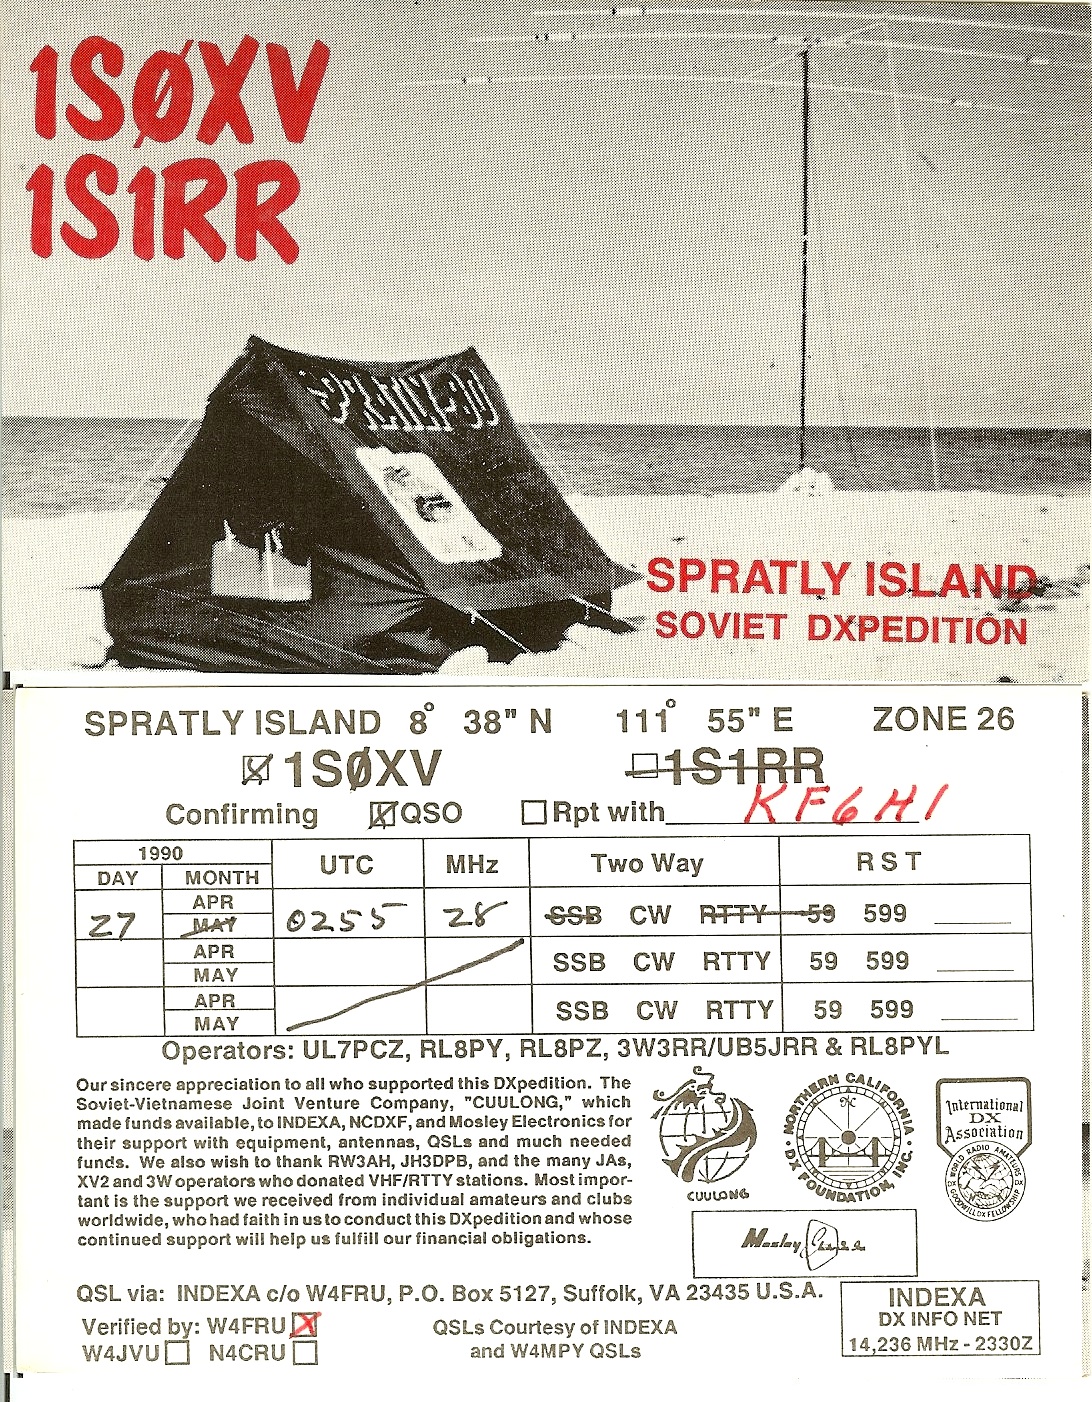 1SØXV
1S1RR
SPRATLY ISLAND
SOVIET DXPEDITION
SPRATLY ISLAND 8° 38" N 111° 55" E ZONE 26
1SØXV 1S1RR
Confirming QSO Rpt with KF6HI
1990
DAY MONTH UTC MHz Two Way RST
27 APR MAY 0255 28 SSB CW RTTY 59 599
APR MAY SSB CW RTTY 59 599
APR MAY SSB CW RTTY 59 599
Operators: UL7PCZ, RL8PY, RL8PZ, 3W3RR/UB5JRR & RL8PYL
Our sincere appreciation to all who supported this DXpedition. The
Soviet-Vietnamese Joint Venture Company, "CUULONG," which
made funds available, to INDEXA, NCDXF, and Mosley Electronics for
their support with equipment, antennas, QSLs and much needed
funds. We also wish to thank RW3AH, JH3DPB, and the many JAs,
XV2 and 3W operators who donated VHF/RTTY stations. Most impor-
tant is the support we received from individual amateurs and clubs
worldwide, who had faith in us to conduct this DXpedition and whose
continued support will help us fulfill our financial obligations.
CUULONG
NORTHERN CALIFORNIA
DX FOUNDATION, INC.
International
DX
Association
WORLD RADIO AMATEURS
GOODWILL DX FELLOWSHIP
Mosley
QSL via: INDEXA c/o W4FRU, P.O. Box 5127, Suffolk, VA 23435 U.S.A.
Verified by: W4FRU X
W4JVU N4CRU
QSLs Courtesy of INDEXA
and W4MPY QSLs
INDEXA
DX INFO NET
14,236 MHz - 2330Z